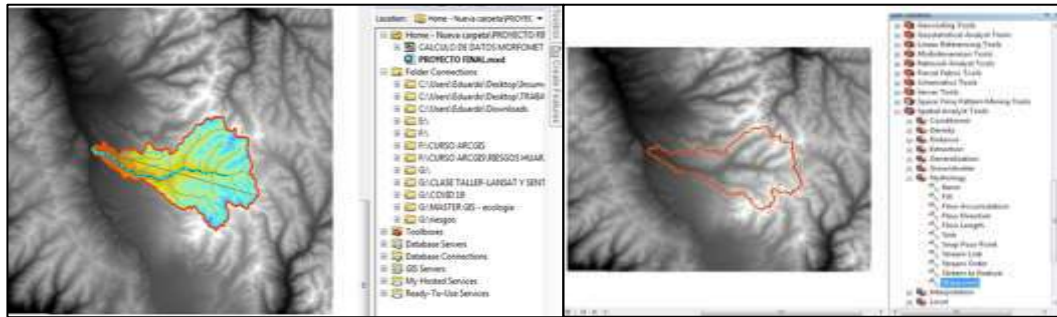 Location: Home - Nueva carpeta\PROYEC
Home - Nueva carpeta\PROYECTO FI
CALCULO DE DATOS MORFOMET
PROYECTO FINAL.mxd
Folder Connections
C:\Users\Eduardo\Desktop\Insum
C:\Users\Eduardo\Desktop\TRABA
C:\Users\Eduardo\Downloads
E:\
F:\
F:\CURSO ARCGIS
F:\CURSO ARCGIS\RIESGOS HUAR
G:\
G:\CLASE TALLER-LANSAT Y SENT
G:\COVID 19
G:\MASTER GIS - ecologia
G:\riesgos
Toolboxes
Database Servers
Database Connections
GIS Servers
My Hosted Services
Ready-To-Use Services
Create Features
Geocoding Tools
Geostatistical Analyst Tools
Linear Referencing Tools
Multidimension Tools
Network Analyst Tools
Parcel Fabric Tools
Schematics Tools
Server Tools
Space Time Pattern Mining Tools
Spatial Analyst Tools
Conditional
Density
Distance
Extraction
Generalization
Groundwater
Hydrology
Basin
Fill
Flow Accumulation
Flow Direction
Flow Length
Sink
Snap Pour Point
Stream Link
Stream Order
Stream to Feature
Watershed
Interpolation
Local